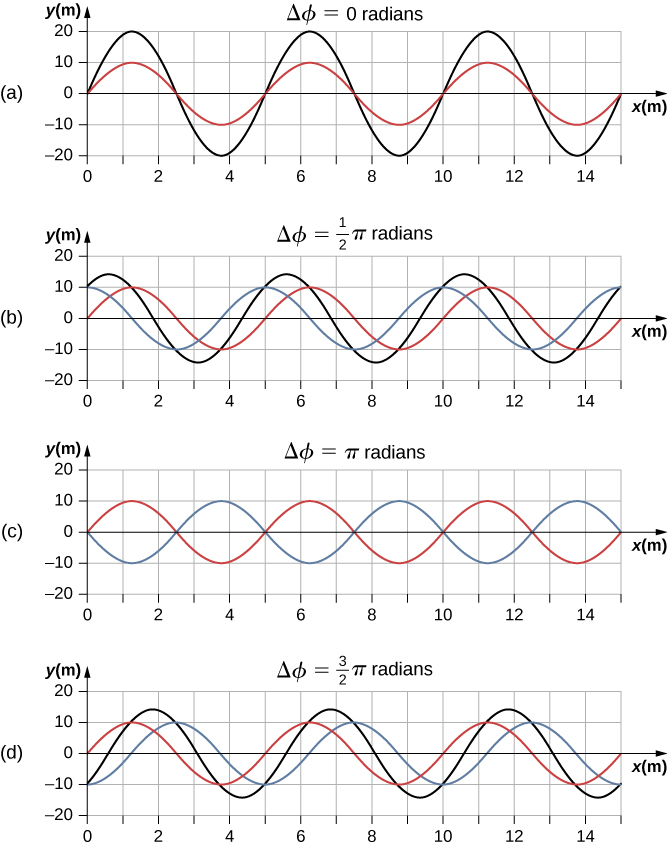 y(m) Δϕ = 0 radians
20
10
(a) 0
x(m)
–10
–20
0 2 4 6 8 10 12 14
y(m) Δϕ = 1/2 π radians
20
10
(b) 0
x(m)
–10
–20
0 2 4 6 8 10 12 14
y(m) Δϕ = π radians
20
10
(c) 0
x(m)
–10
–20
0 2 4 6 8 10 12 14
y(m) Δϕ = 3/2 π radians
20
10
(d) 0
x(m)
–10
–20
0 2 4 6 8 10 12 14